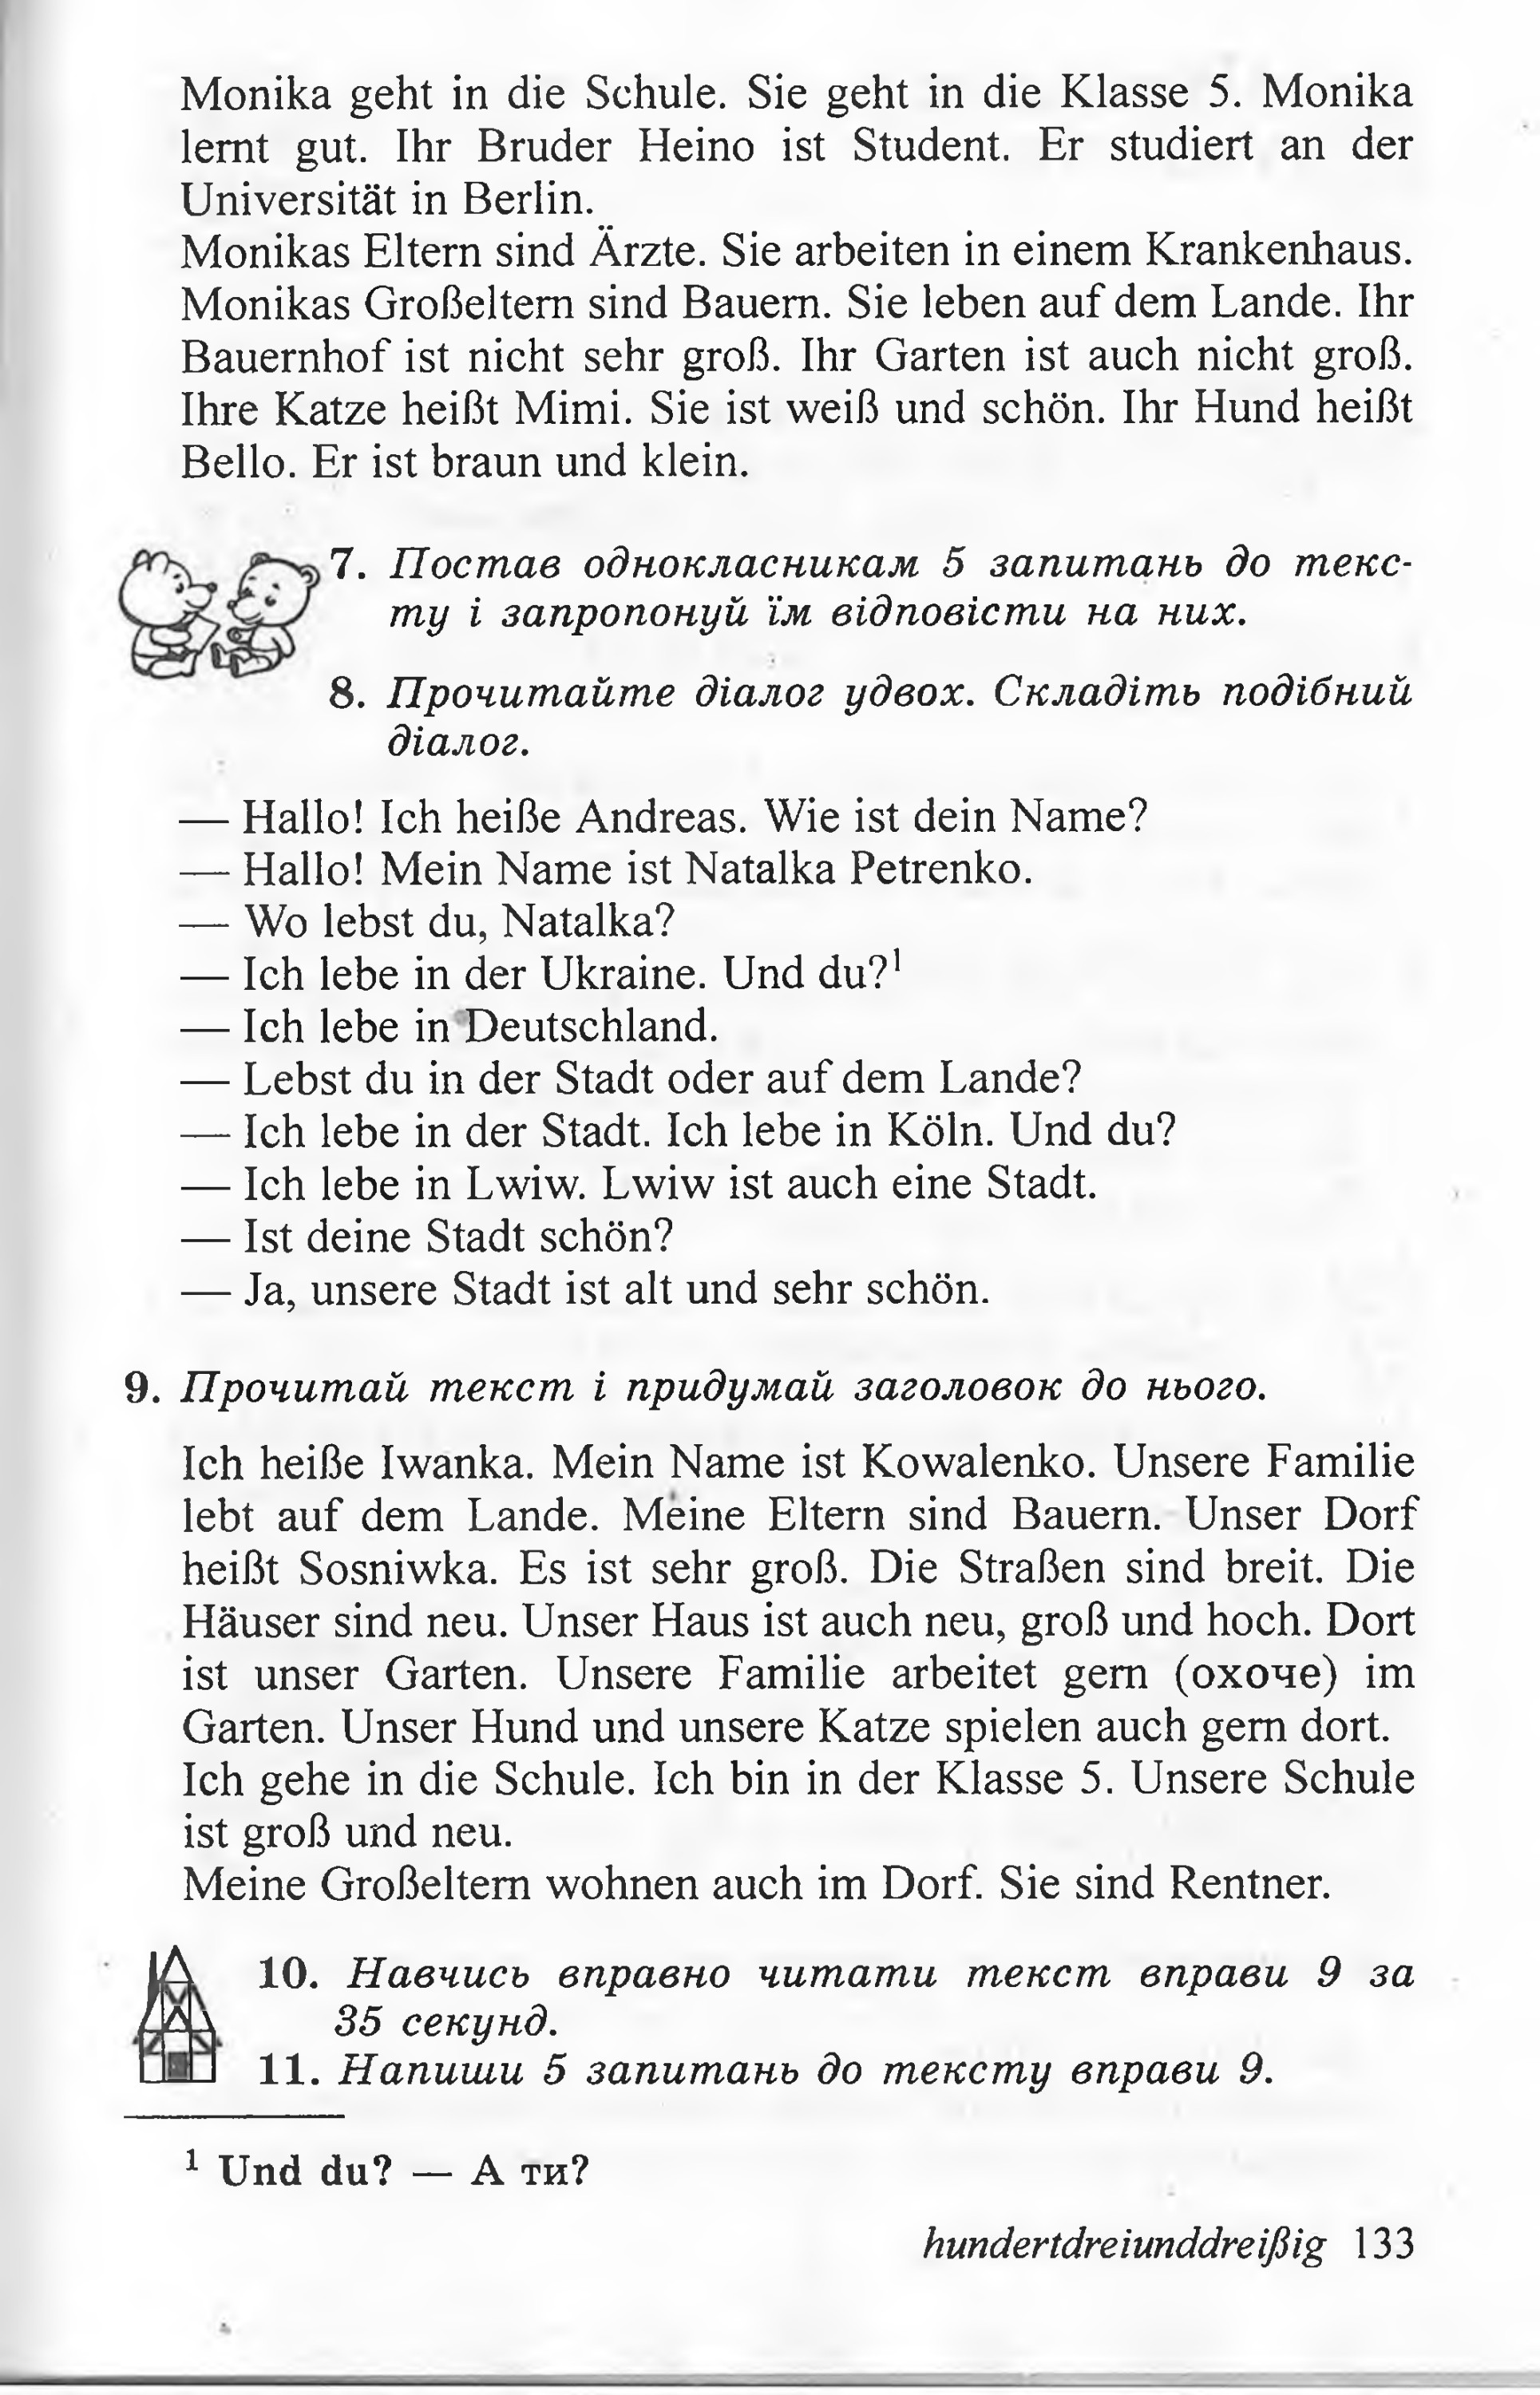 Monika geht in die Schule. Sie geht in die Klasse 5. Monika
lernt gut. Ihr Bruder Heino ist Student. Er studiert an der
Universität in Berlin.
Monikas Eltern sind Ärzte. Sie arbeiten in einem Krankenhaus.
Monikas Großeltern sind Bauern. Sie leben auf dem Lande. Ihr
Bauernhof ist nicht sehr groß. Ihr Garten ist auch nicht groß.
Ihre Katze heißt Mimi. Sie ist weiß und schön. Ihr Hund heißt
Bello. Er ist braun und klein.
7. Постав однокласникам 5 запитань до текс-
ту і запропонуй їм відповісти на них.
8. Прочитайте діалог удвох. Складіть подібний
діалог.
— Hallo! Ich heiße Andreas. Wie ist dein Name?
— Hallo! Mein Name ist Natalka Petrenko.
— Wo lebst du, Natalka?
— Ich lebe in der Ukraine. Und du?¹
— Ich lebe in Deutschland.
— Lebst du in der Stadt oder auf dem Lande?
— Ich lebe in der Stadt. Ich lebe in Köln. Und du?
— Ich lebe in Lwiw. Lwiw ist auch eine Stadt.
— Ist deine Stadt schön?
— Ja, unsere Stadt ist alt und sehr schön.
9. Прочитай текст і придумай заголовок до нього.
Ich heiße Iwanka. Mein Name ist Kowalenko. Unsere Familie
lebt auf dem Lande. Meine Eltern sind Bauern. Unser Dorf
heißt Sosniwka. Es ist sehr groß. Die Straßen sind breit. Die
Häuser sind neu. Unser Haus ist auch neu, groß und hoch. Dort
ist unser Garten. Unsere Familie arbeitet gern (охоче) im
Garten. Unser Hund und unsere Katze spielen auch gern dort.
Ich gehe in die Schule. Ich bin in der Klasse 5. Unsere Schule
ist groß und neu.
Meine Großeltern wohnen auch im Dorf. Sie sind Rentner.
10. Навчись вправно читати текст вправи 9 за
35 секунд.
11. Напиши 5 запитань до тексту вправи 9.
¹ Und du? — А ти?
hundertdreiunddreißig 133